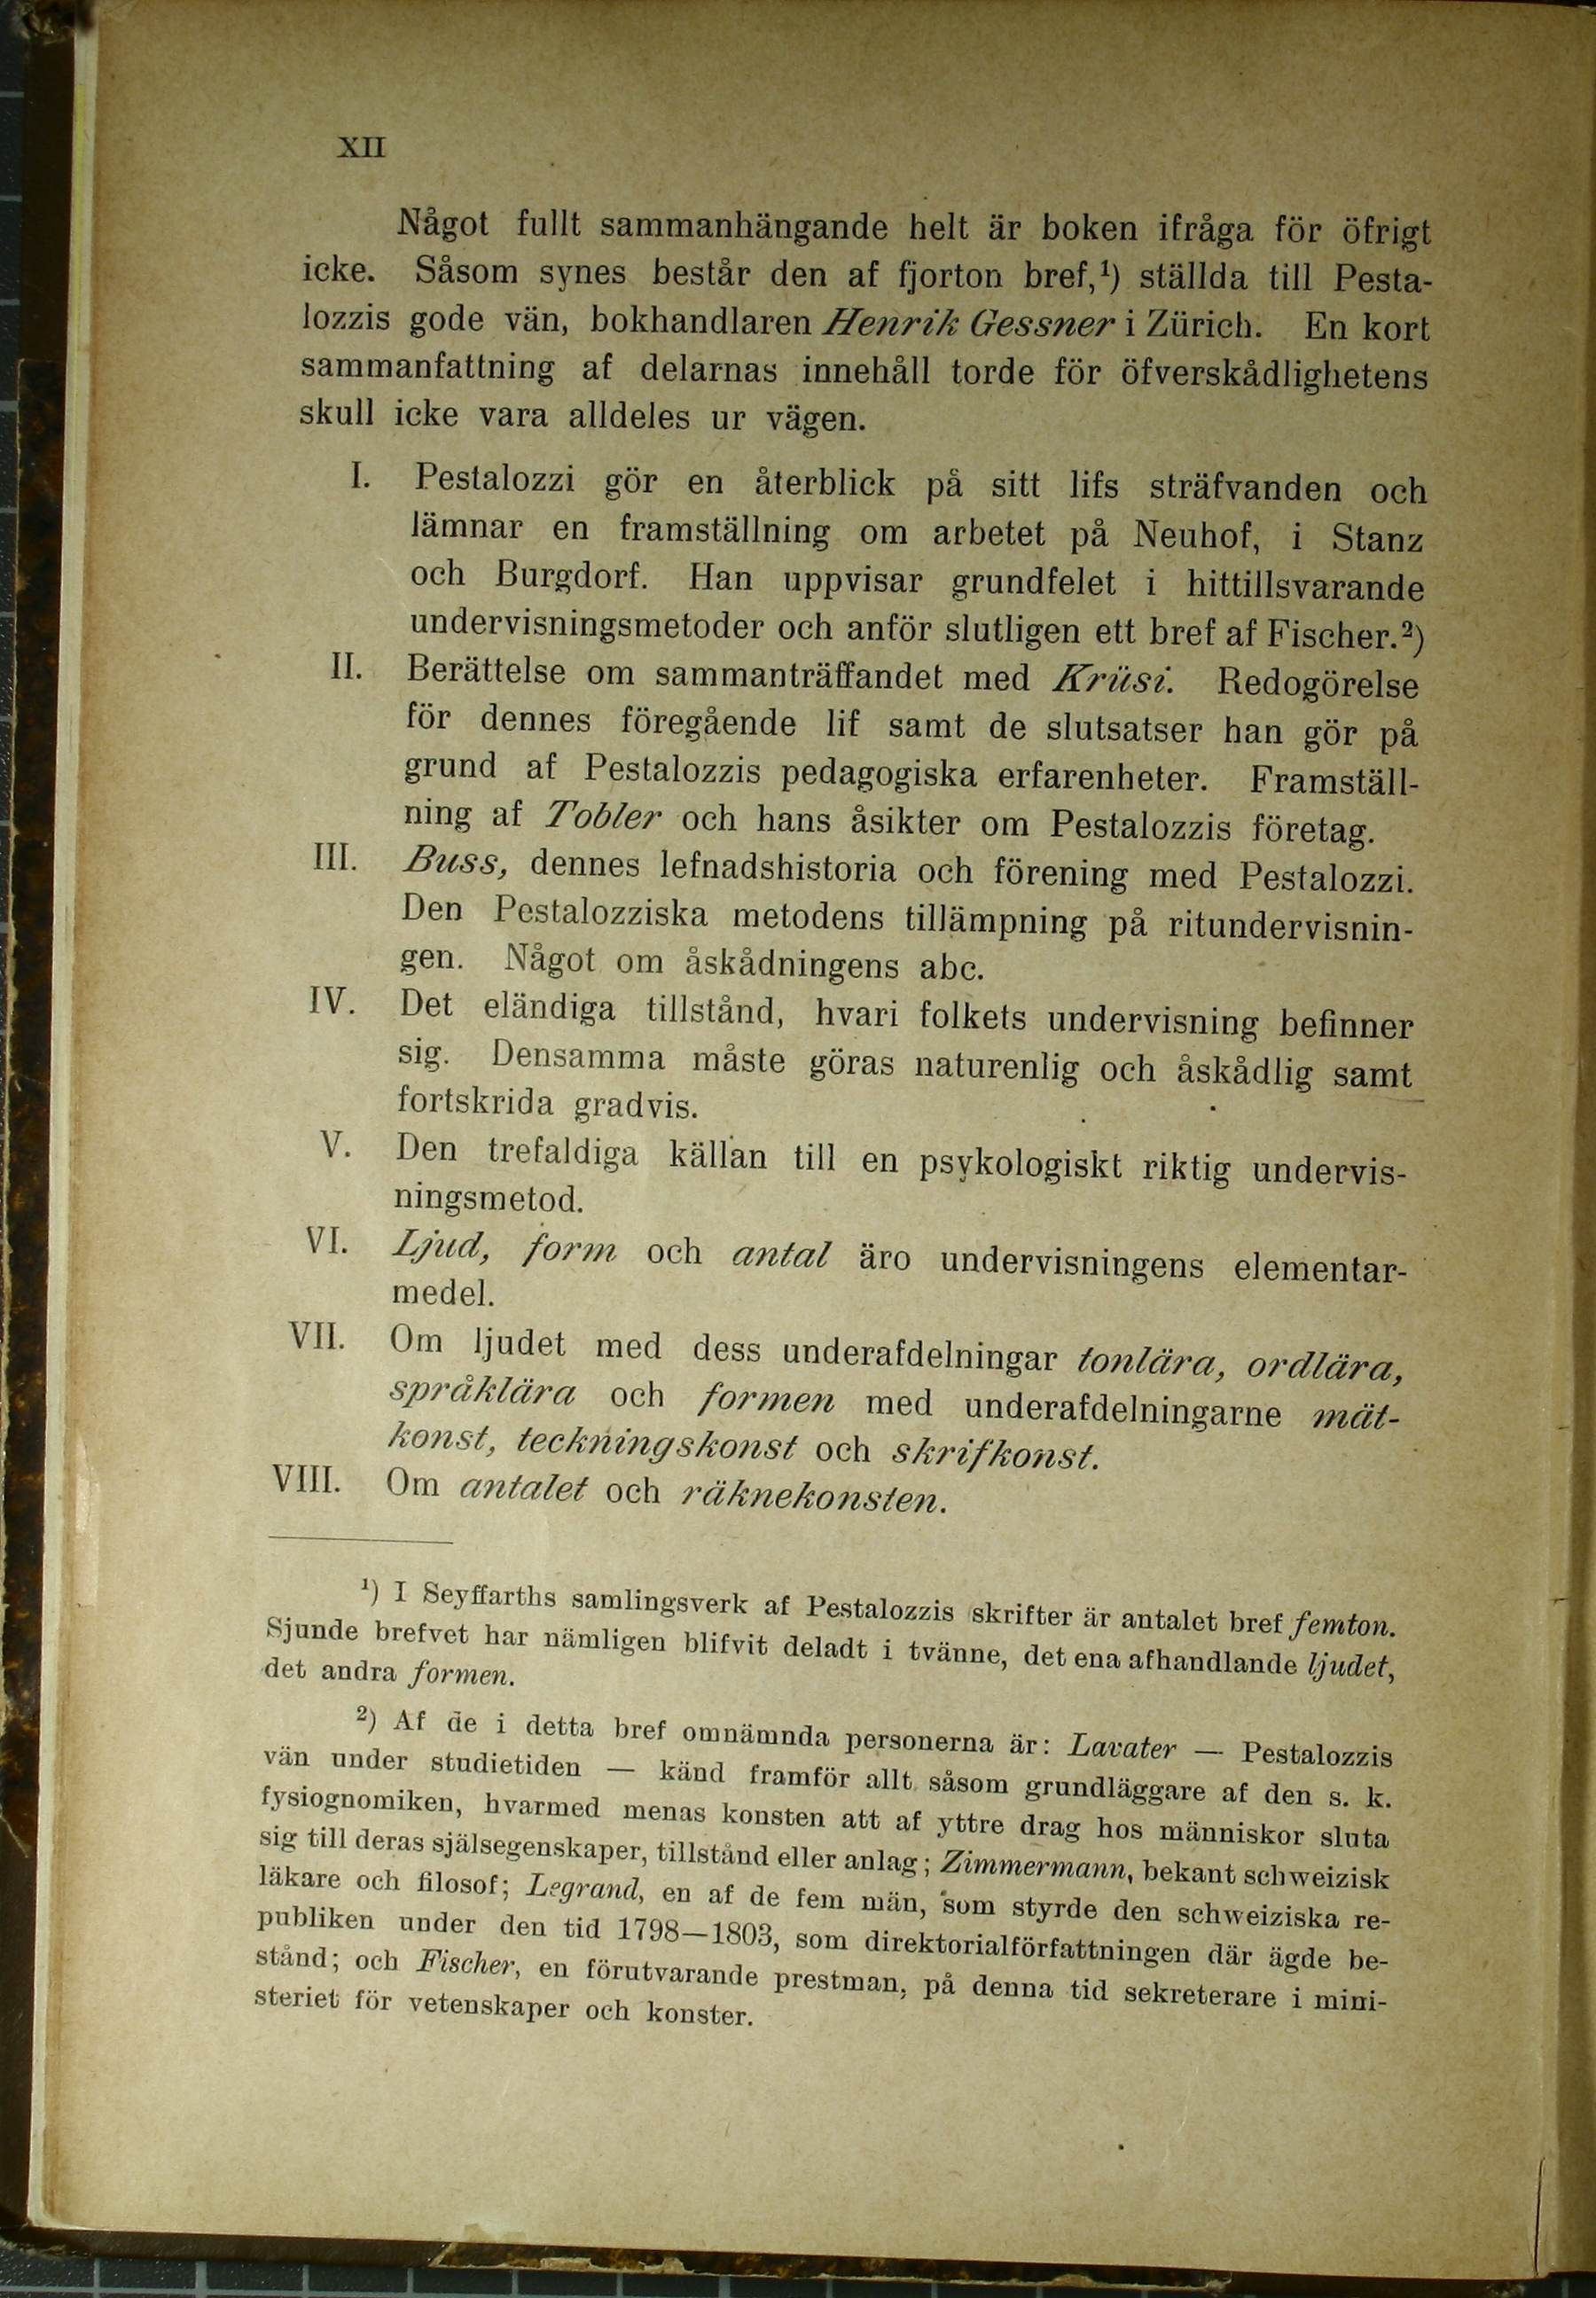 XII
Något fullt sammanhängande helt är boken ifråga för öfrigt
icke. Såsom synes består den af fjorton bref,¹) ställda till Pesta-
lozzis gode vän, bokhandlaren Henrik Gessner i Zürich. En kort
sammanfattning af delarnas innehåll torde för öfverskådlighetens
skull icke vara alldeles ur vägen.
I. Pestalozzi gör en återblick på sitt lifs sträfvanden och
lämnar en framställning om arbetet på Neuhof, i Stanz
och Burgdorf. Han uppvisar grundfelet i hittillsvarande
undervisningsmetoder och anför slutligen ett bref af Fischer.²)
II. Berättelse om sammanträffandet med Krüsi. Redogörelse
för dennes föregående lif samt de slutsatser han gör på
grund af Pestalozzis pedagogiska erfarenheter. Framställ-
ning af Tobler och hans åsikter om Pestalozzis företag.
III. Buss, dennes lefnadshistoria och förening med Pestalozzi.
Den Pestalozziska metodens tillämpning på ritundervisnin-
gen. Något om åskådningens abc.
IV. Det eländiga tillstånd, hvari folkets undervisning befinner
sig. Densamma måste göras naturenlig och åskådlig samt
fortskrida gradvis.
V. Den trefaldiga källan till en psykologiskt riktig undervis-
ningsmetod.
VI. Ljud, form och antal äro undervisningens elementar-
medel.
VII. Om ljudet med dess underafdelningar tonlära, ordlära,
språklära och formen med underafdelningarne mät-
konst, teckningskonst och skrifkonst.
VIII. Om antalet och räknekonsten.
¹) I Seyffarths samlingsverk af Pestalozzis skrifter är antalet bref femton.
Sjunde brefvet har nämligen blifvit deladt i tvänne, det ena afhandlande ljudet,
det andra formen.
²) Af de i detta bref omnämnda personerna är: Lavater — Pestalozzis
vän under studietiden — känd framför allt såsom grundläggare af den s. k.
fysiognomiken, hvarmed menas konsten att af yttre drag hos människor sluta
sig till deras själsegenskaper, tillstånd eller anlag; Zimmermann, bekant schweizisk
läkare och filosof; Legrand, en af de fem män, som styrde den schweiziska re-
publiken under den tid 1798—1803, som direktorialförfattningen där ägde be-
stånd; och Fischer, en förutvarande prestman, på denna tid sekreterare i mini-
steriet för vetenskaper och konster.